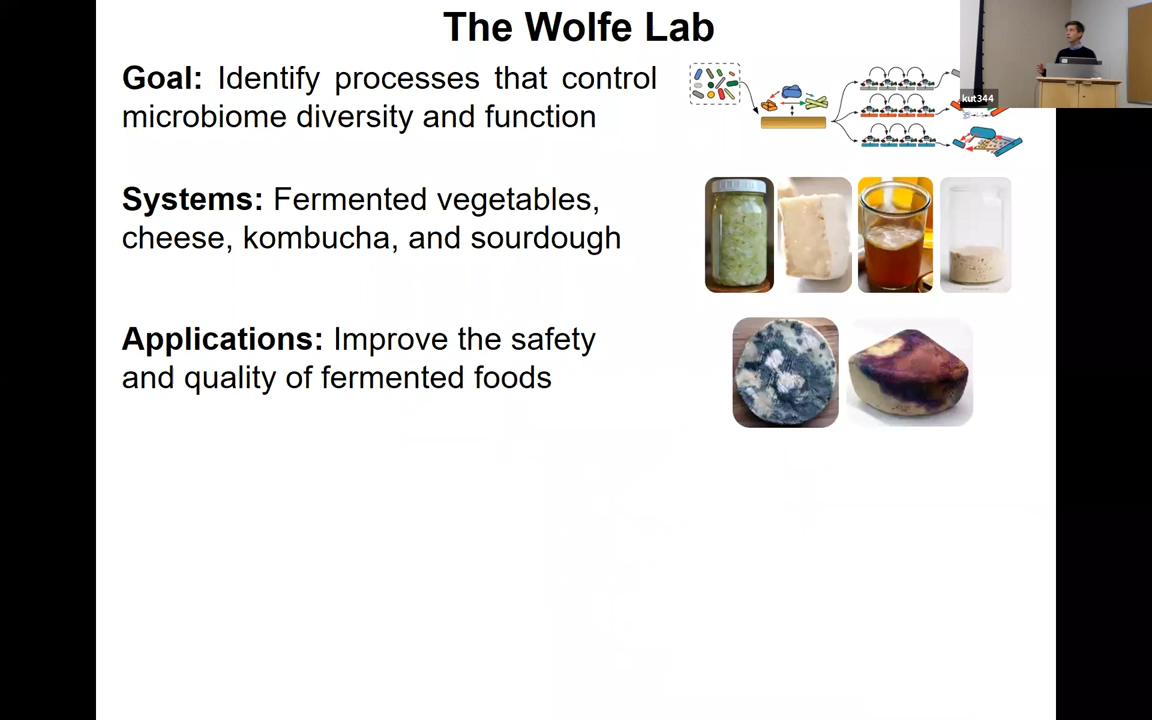 The Wolfe Lab
Goal: Identify processes that control
microbiome diversity and function
kut344
Systems: Fermented vegetables,
cheese, kombucha, and sourdough
Applications: Improve the safety
and quality of fermented foods